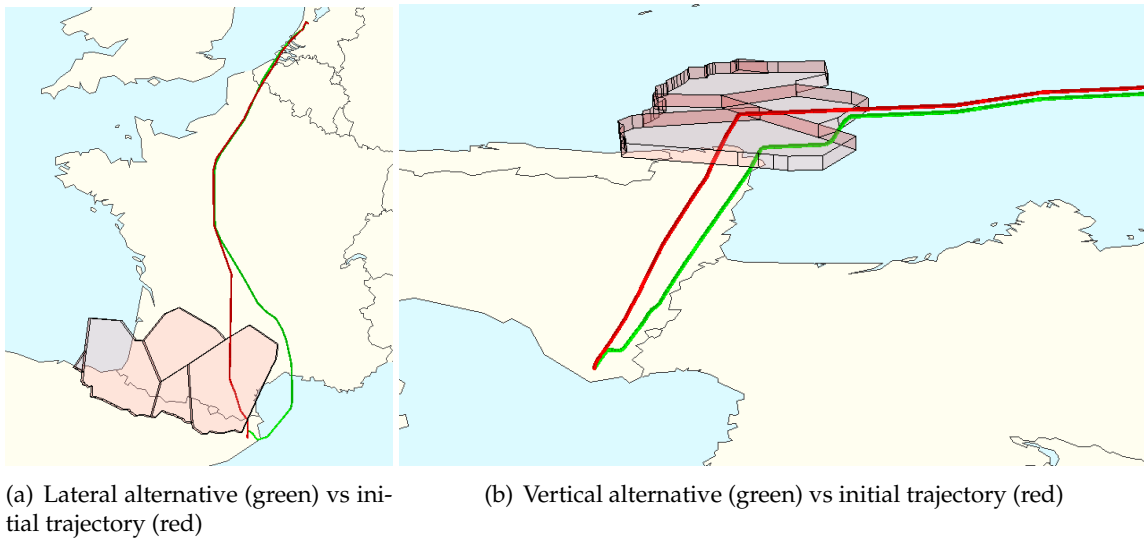 (a) Lateral alternative (green) vs ini-
tial trajectory (red)
(b) Vertical alternative (green) vs initial trajectory (red)